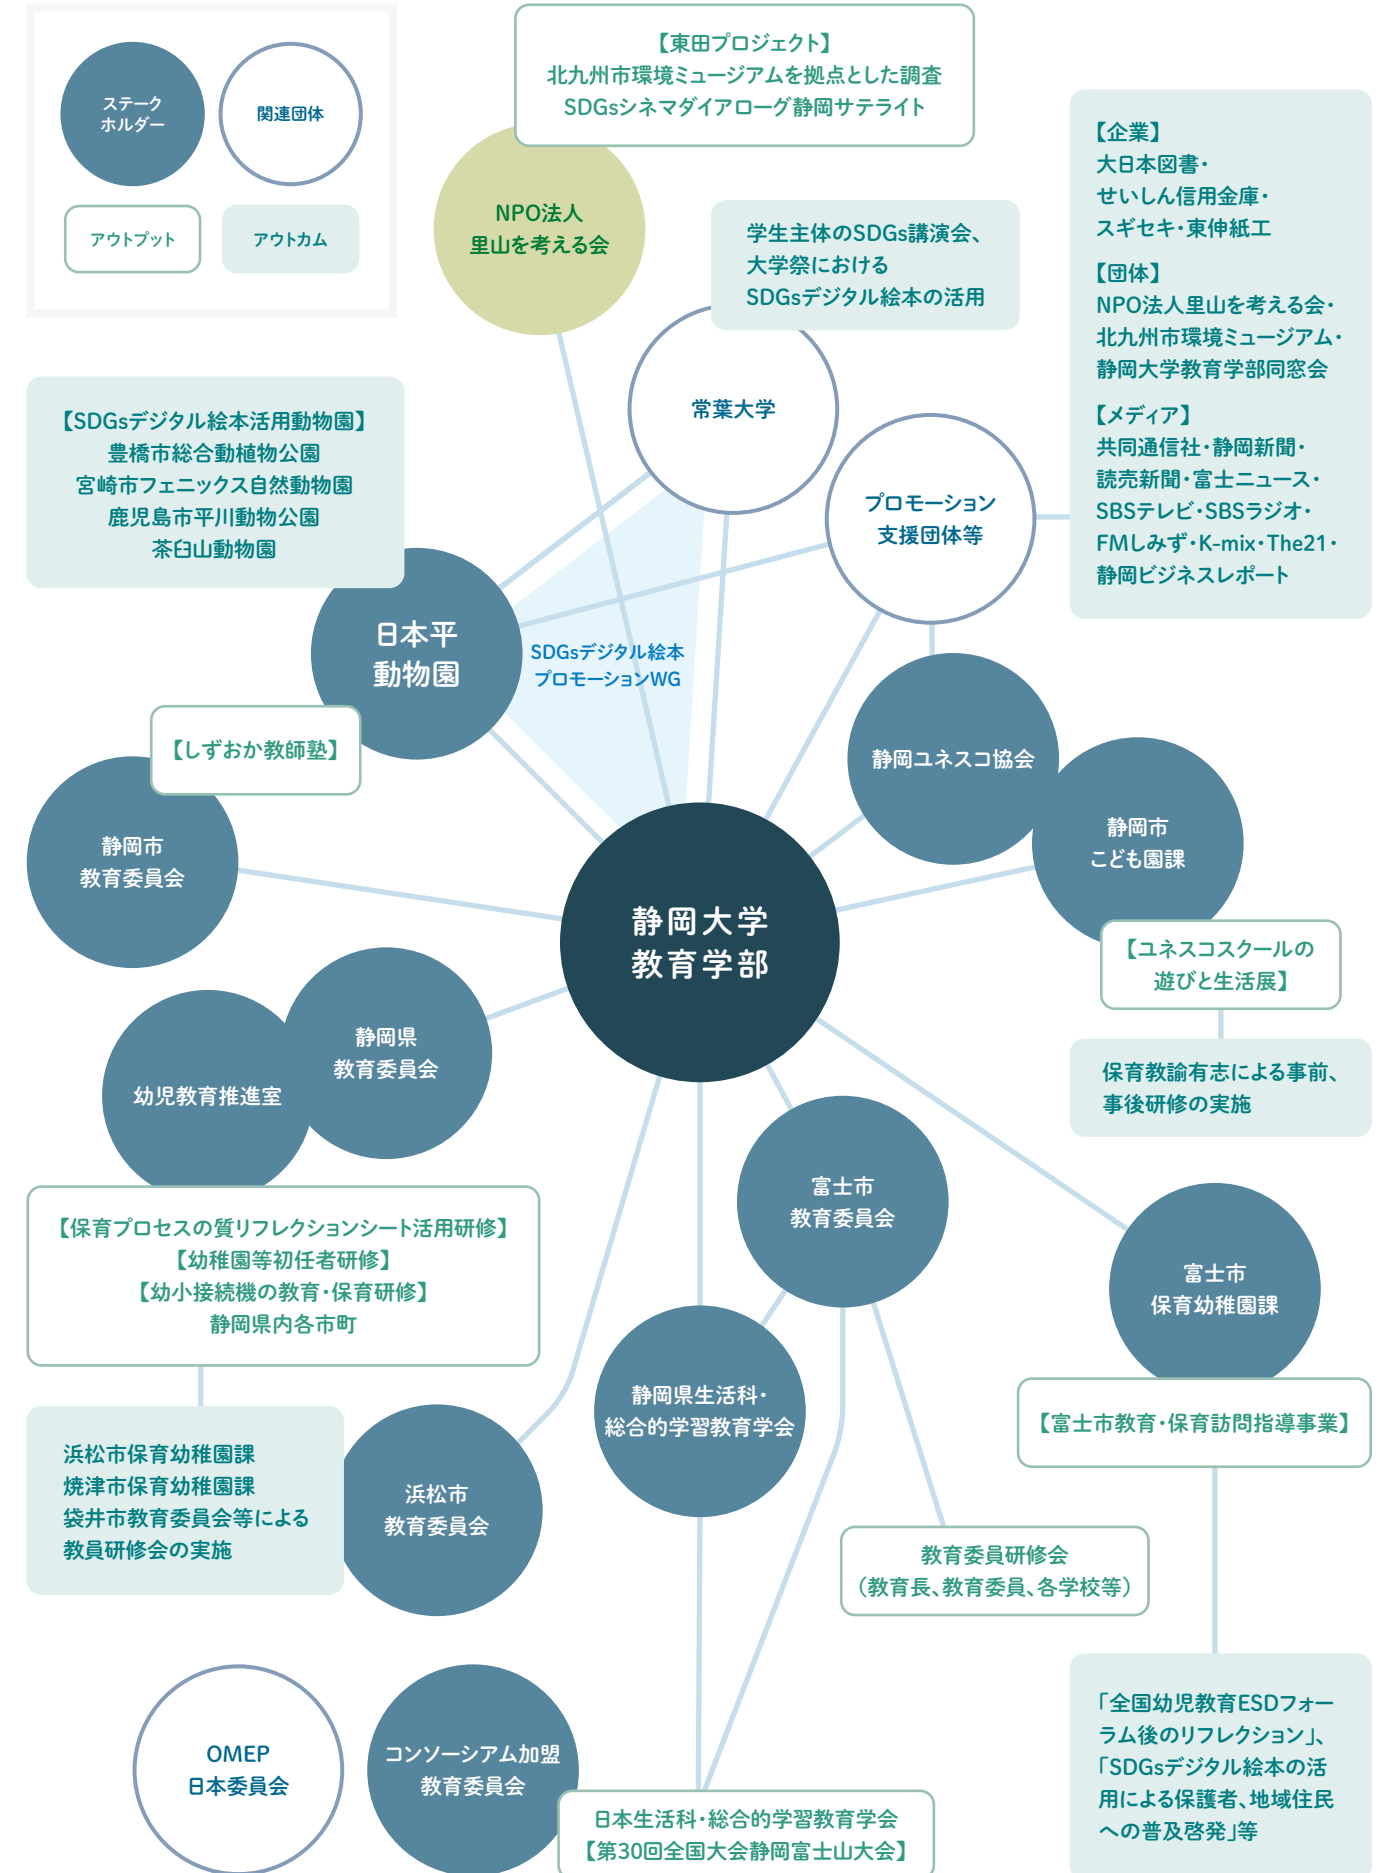 ステーク
ホルダー
関連団体
アウトプット
アウトカム
【東田プロジェクト】
北九州市環境ミュージアムを拠点とした調査
SDGsシネマダイアローグ静岡サテライト
NPO法人
里山を考える会
学生主体のSDGs講演会、
大学祭における
SDGsデジタル絵本の活用
常葉大学
【企業】
大日本図書・
せいしん信用金庫・
スギセキ・東伸紙工
【団体】
NPO法人里山を考える会・
北九州市環境ミュージアム・
静岡大学教育学部同窓会
【メディア】
共同通信社・静岡新聞・
読売新聞・富士ニュース・
SBSテレビ・SBSラジオ・
FMしみず・K-mix・The21・
静岡ビジネスレポート
プロモーション
支援団体等
【SDGsデジタル絵本活用動物園】
豊橋市総合動植物公園
宮崎市フェニックス自然動物園
鹿児島市平川動物公園
茶臼山動物園
日本平
動物園
SDGsデジタル絵本
プロモーションWG
【しずおか教師塾】
静岡市
教育委員会
静岡ユネスコ協会
静岡市
こども園課
静岡大学
教育学部
【ユネスコスクールの
遊びと生活展】
保育教諭有志による事前、
事後研修の実施
静岡県
教育委員会
幼児教育推進室
【保育プロセスの質リフレクションシート活用研修】
【幼稚園等初任者研修】
【幼小接続機の教育・保育研修】
静岡県内各市町
浜松市保育幼稚園課
焼津市保育幼稚園課
袋井市教育委員会等による
教員研修会の実施
浜松市
教育委員会
富士市
教育委員会
静岡県生活科・
総合的学習教育学会
富士市
保育幼稚園課
【富士市教育・保育訪問指導事業】
教育委員研修会
（教育長、教育委員、各学校等）
「全国幼児教育ESDフォー
ラム後のリフレクション」、
「SDGsデジタル絵本の活
用による保護者、地域住民
への普及啓発」等
OMEP
日本委員会
コンソーシアム加盟
教育委員会
日本生活科・総合的学習教育学会
【第30回全国大会静岡富士山大会】